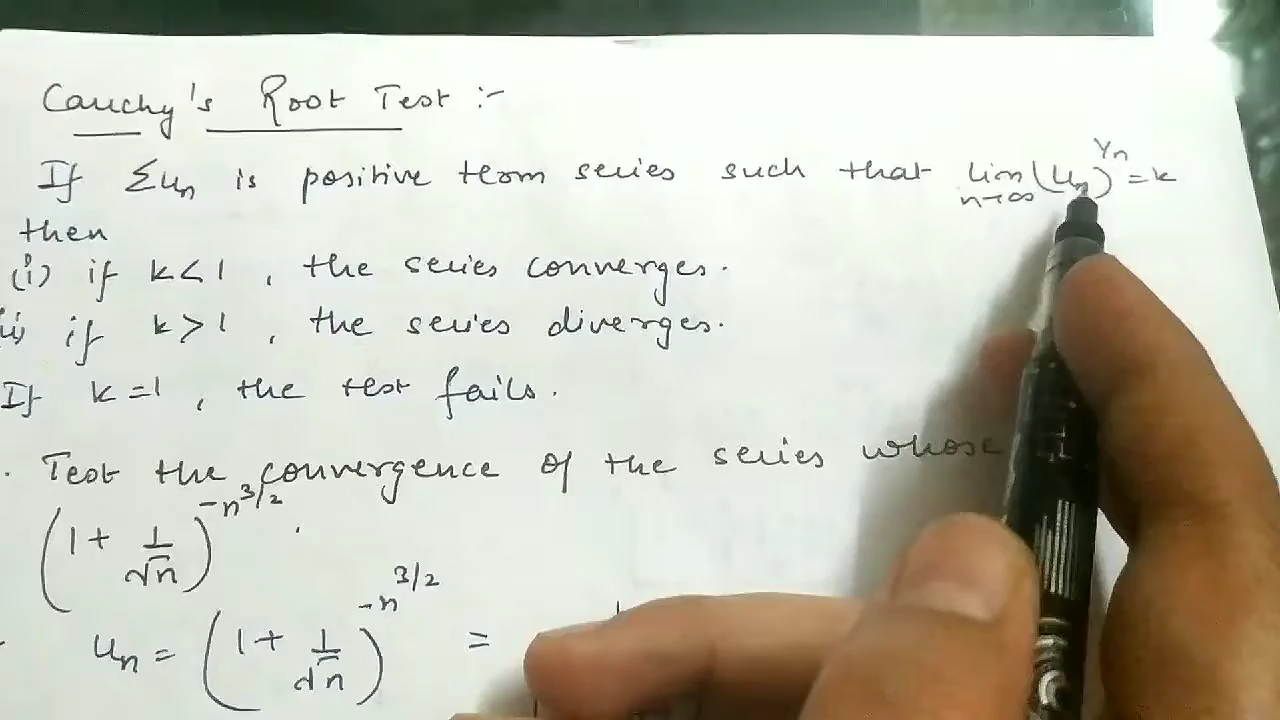 Cauchy's Root Test :-
If Σuₙ is positive term series such that lim n→∞ (uₙ)^1/n = k
then
(i) if k<1, the series converges.
if k>1, the series diverges.
If k=1, the test fails.
Test the convergence of the series whose
(1 + 1/√n)^-n^3/2.
uₙ = (1 + 1/√n)^-n^3/2 =